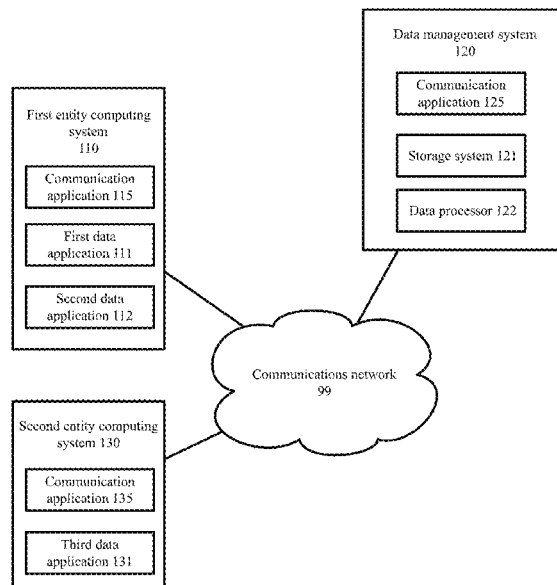 Data management system
120
Communication
application 125
Storage system 121
Data processor 122
First entity computing
system
110
Communication
application 115
First data
application 111
Second data
application 112
Communications network
99
Second entity computing
system 130
Communication
application 135
Third data
application 131